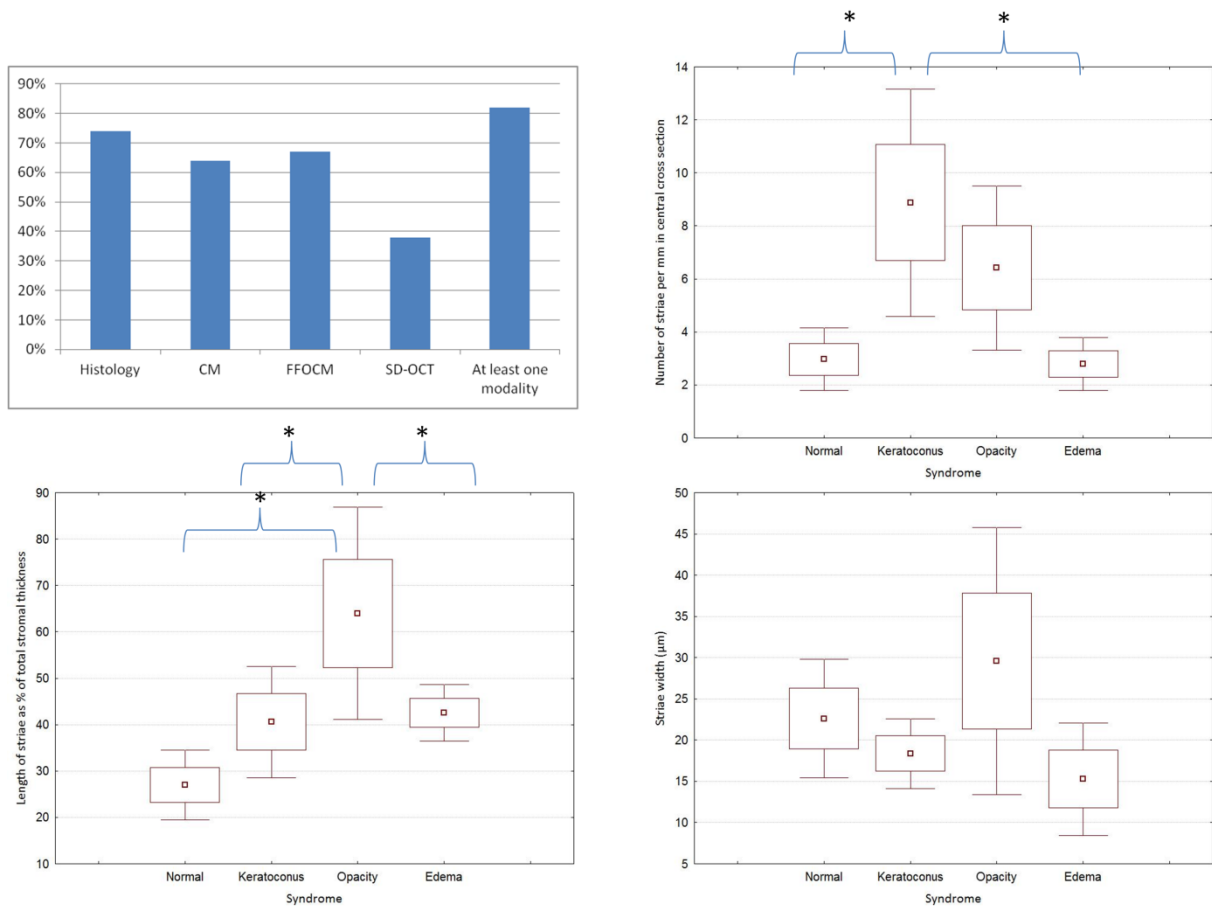 90%
80%
70%
60%
50%
40%
30%
20%
10%
0%
Histology
CM
FFOCM
SD-OCT
At least one
modality
* *
Number of striae per mm in central cross section
14
12
10
8
6
4
2
0
Normal
Keratoconus
Opacity
Edema
Syndrome
* *
*
Length of striae as % of total stromal thickness
90
80
70
60
50
40
30
20
10
Normal
Keratoconus
Opacity
Edema
Syndrome
Striae width (µm)
50
45
40
35
30
25
20
15
10
5
Normal
Keratoconus
Opacity
Edema
Syndrome